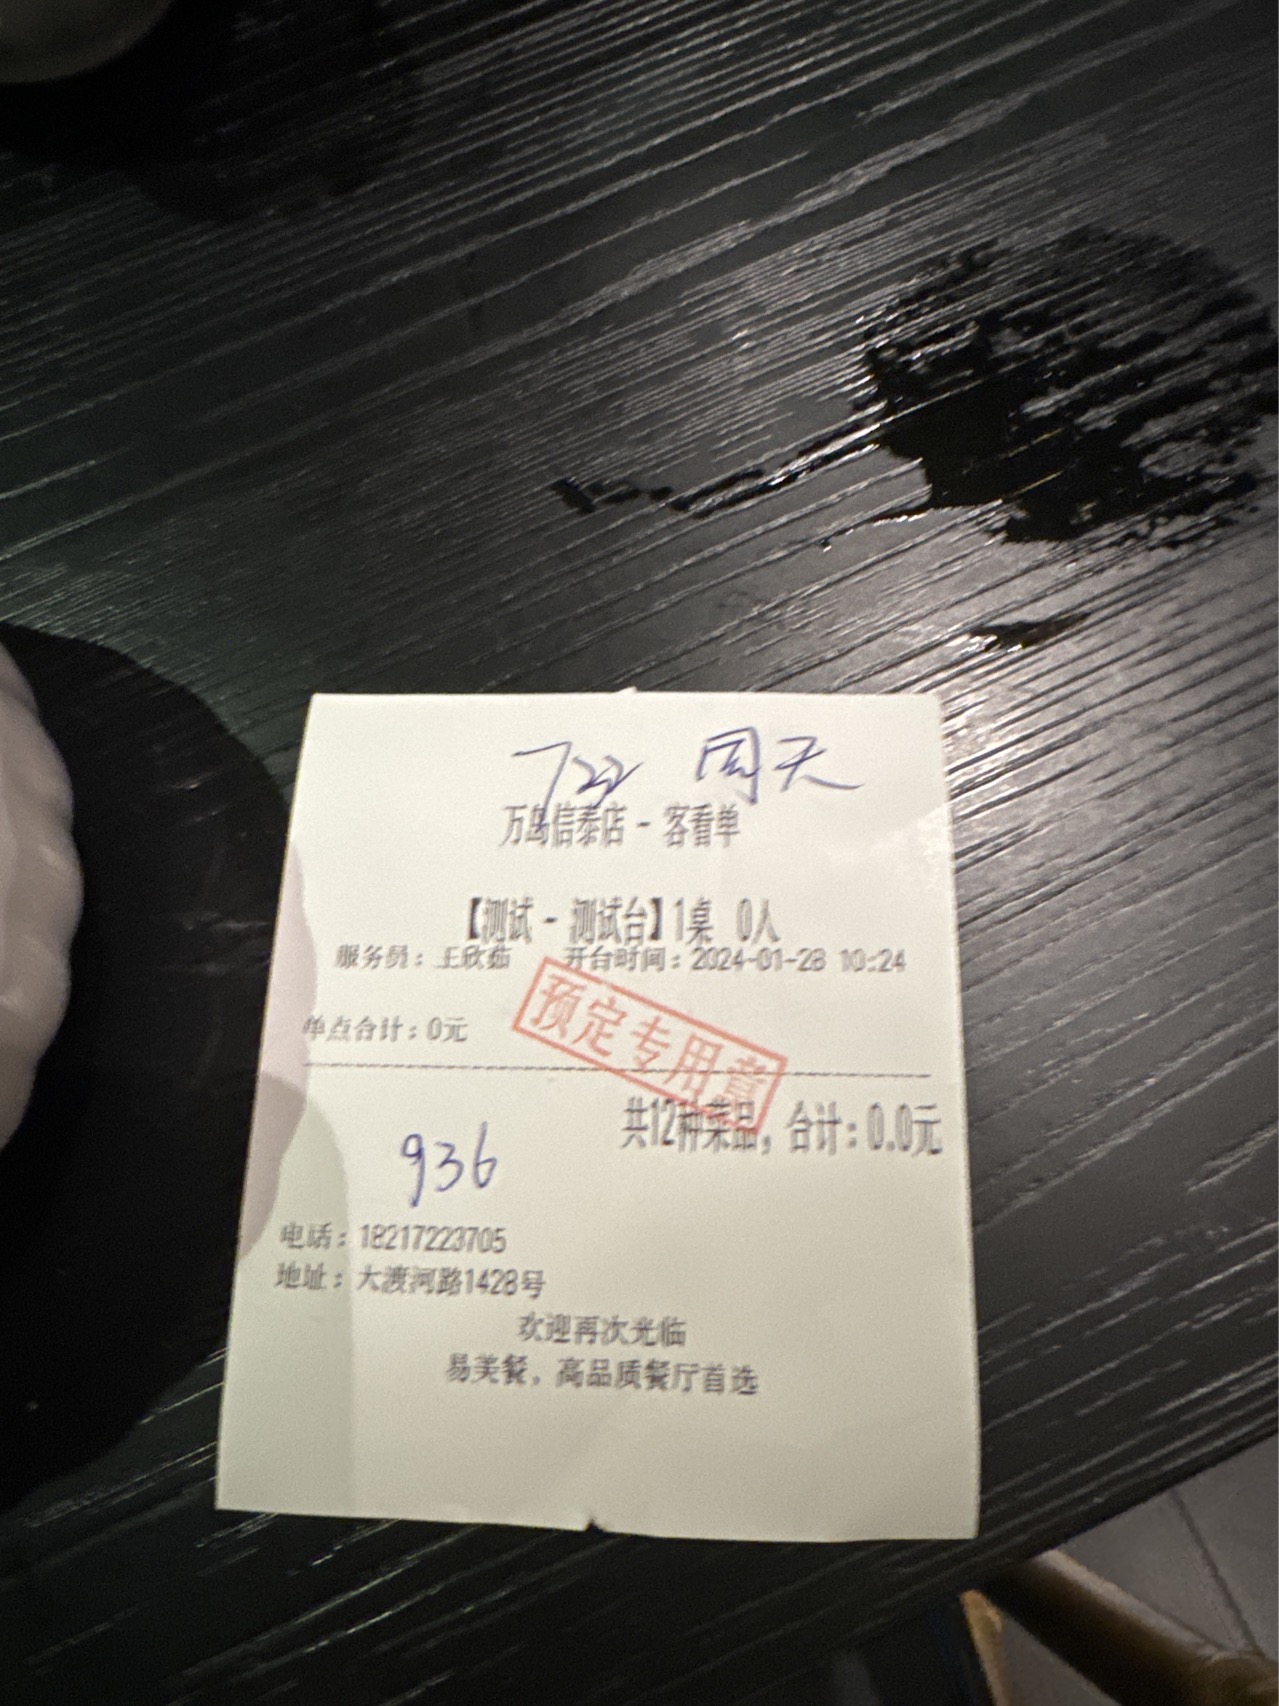 722 周天
万岛信泰店 - 客看单
【测试 - 测试台】1桌 0人
服务员：王欣茹 开台时间：2024-01-28 10:24
单点合计：0元
预定专用章
共12种菜品，合计：0.0元
936
电话：18217223705
地址：大渡河路1428号
欢迎再次光临
易美餐，高品质餐厅首选